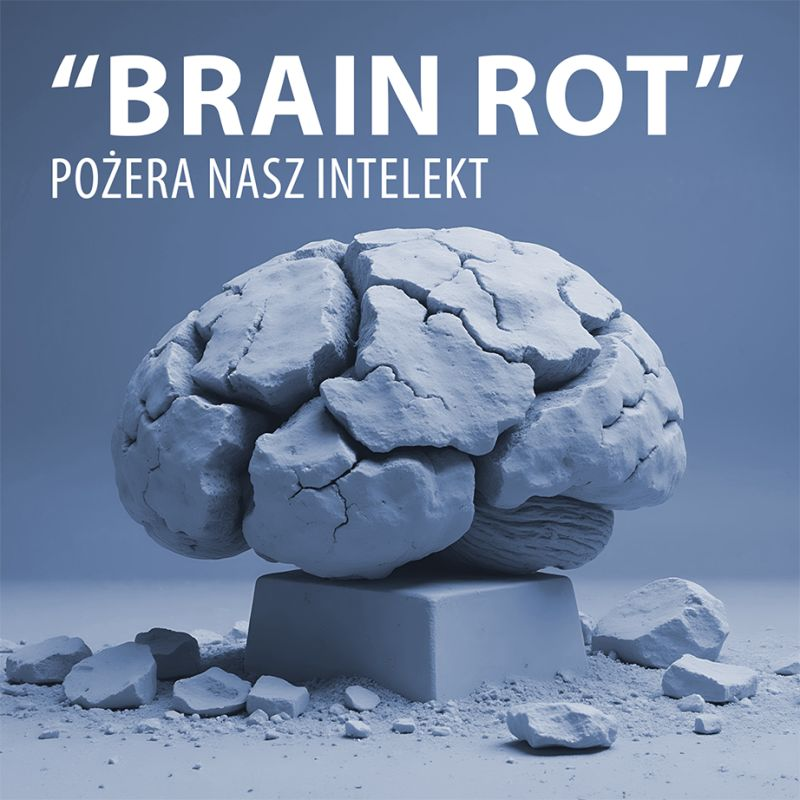 “BRAIN ROT”
POŻERA NASZ INTELEKT